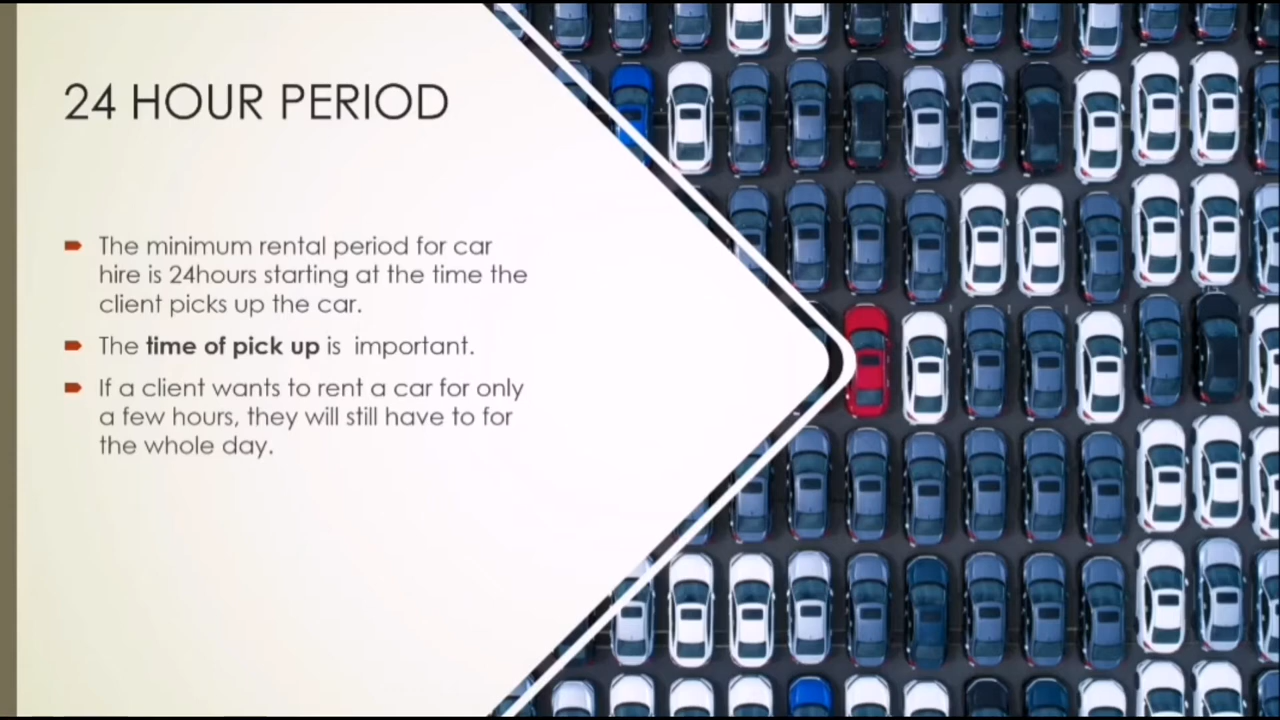 24 HOUR PERIOD
The minimum rental period for car
hire is 24hours starting at the time the
client picks up the car.
The time of pick up is  important.
If a client wants to rent a car for only
a few hours, they will still have to for
the whole day.